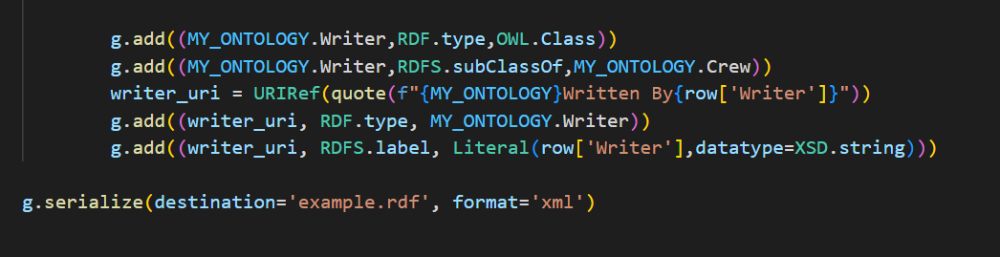 g.add((MY_ONTOLOGY.Writer,RDF.type,OWL.Class))
g.add((MY_ONTOLOGY.Writer,RDFS.subClassOf,MY_ONTOLOGY.Crew))
writer_uri = URIRef(quote(f"{MY_ONTOLOGY}Written By{row['Writer']}"))
g.add((writer_uri, RDF.type, MY_ONTOLOGY.Writer))
g.add((writer_uri, RDFS.label, Literal(row['Writer'],datatype=XSD.string)))
g.serialize(destination='example.rdf', format='xml')